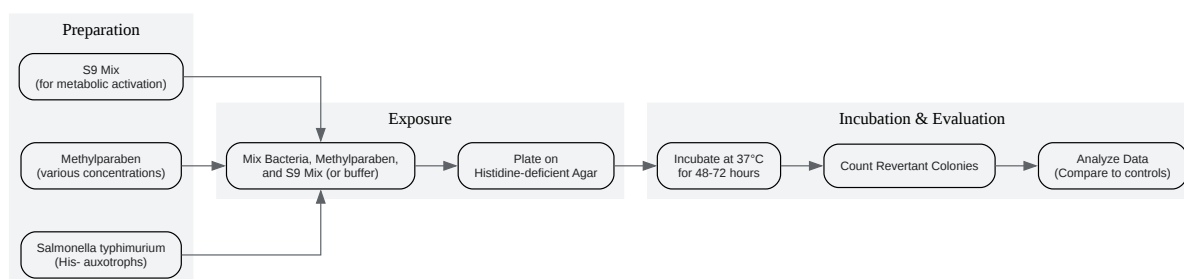 Preparation
S9 Mix
(for metabolic activation)
Methylparaben
(various concentrations)
Salmonella typhimurium
(His- auxotrophs)
Exposure
Mix Bacteria, Methylparaben,
and S9 Mix (or buffer)
Plate on
Histidine-deficient Agar
Incubation & Evaluation
Incubate at 37°C
for 48-72 hours
Count Revertant Colonies
Analyze Data
(Compare to controls)